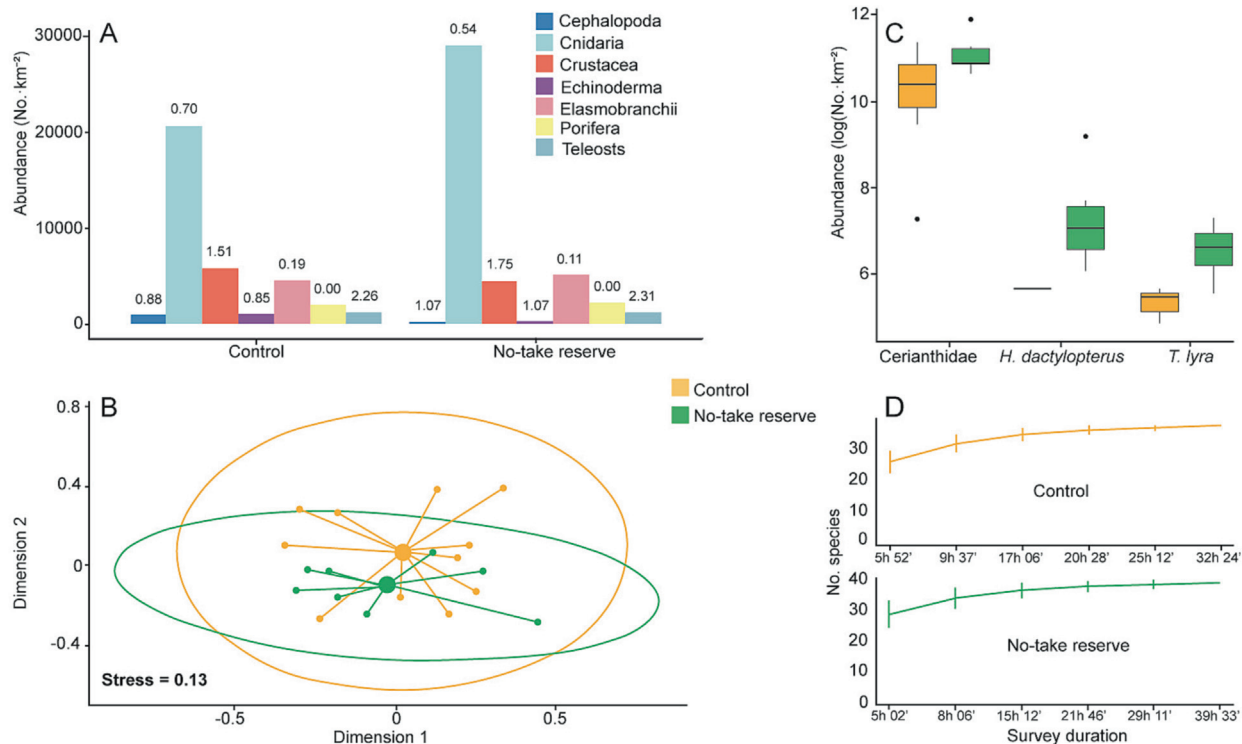 A
Abundance (No.·km⁻²)
30000
20000
10000
0
0.88
0.70
1.51
0.85
0.19
0.00
2.26
1.07
0.54
1.75
1.07
0.11
0.00
2.31
Control
No-take reserve
Cephalopoda
Cnidaria
Crustacea
Echinoderma
Elasmobranchii
Porifera
Teleosts
C
Abundance (log(No.·km⁻²)
12
10
8
6
Cerianthidae
H. dactylopterus
T. lyra
B
Dimension 2
0.8
0.4
0
-0.4
Stress = 0.13
-0.5
0
0.5
Dimension 1
Control
No-take reserve
D
No. species
30
20
10
0
Control
5h 52'
9h 37'
17h 06'
20h 28'
25h 12'
32h 24'
40
30
20
10
0
No-take reserve
5h 02'
8h 06'
15h 12'
21h 46'
29h 11'
39h 33'
Survey duration